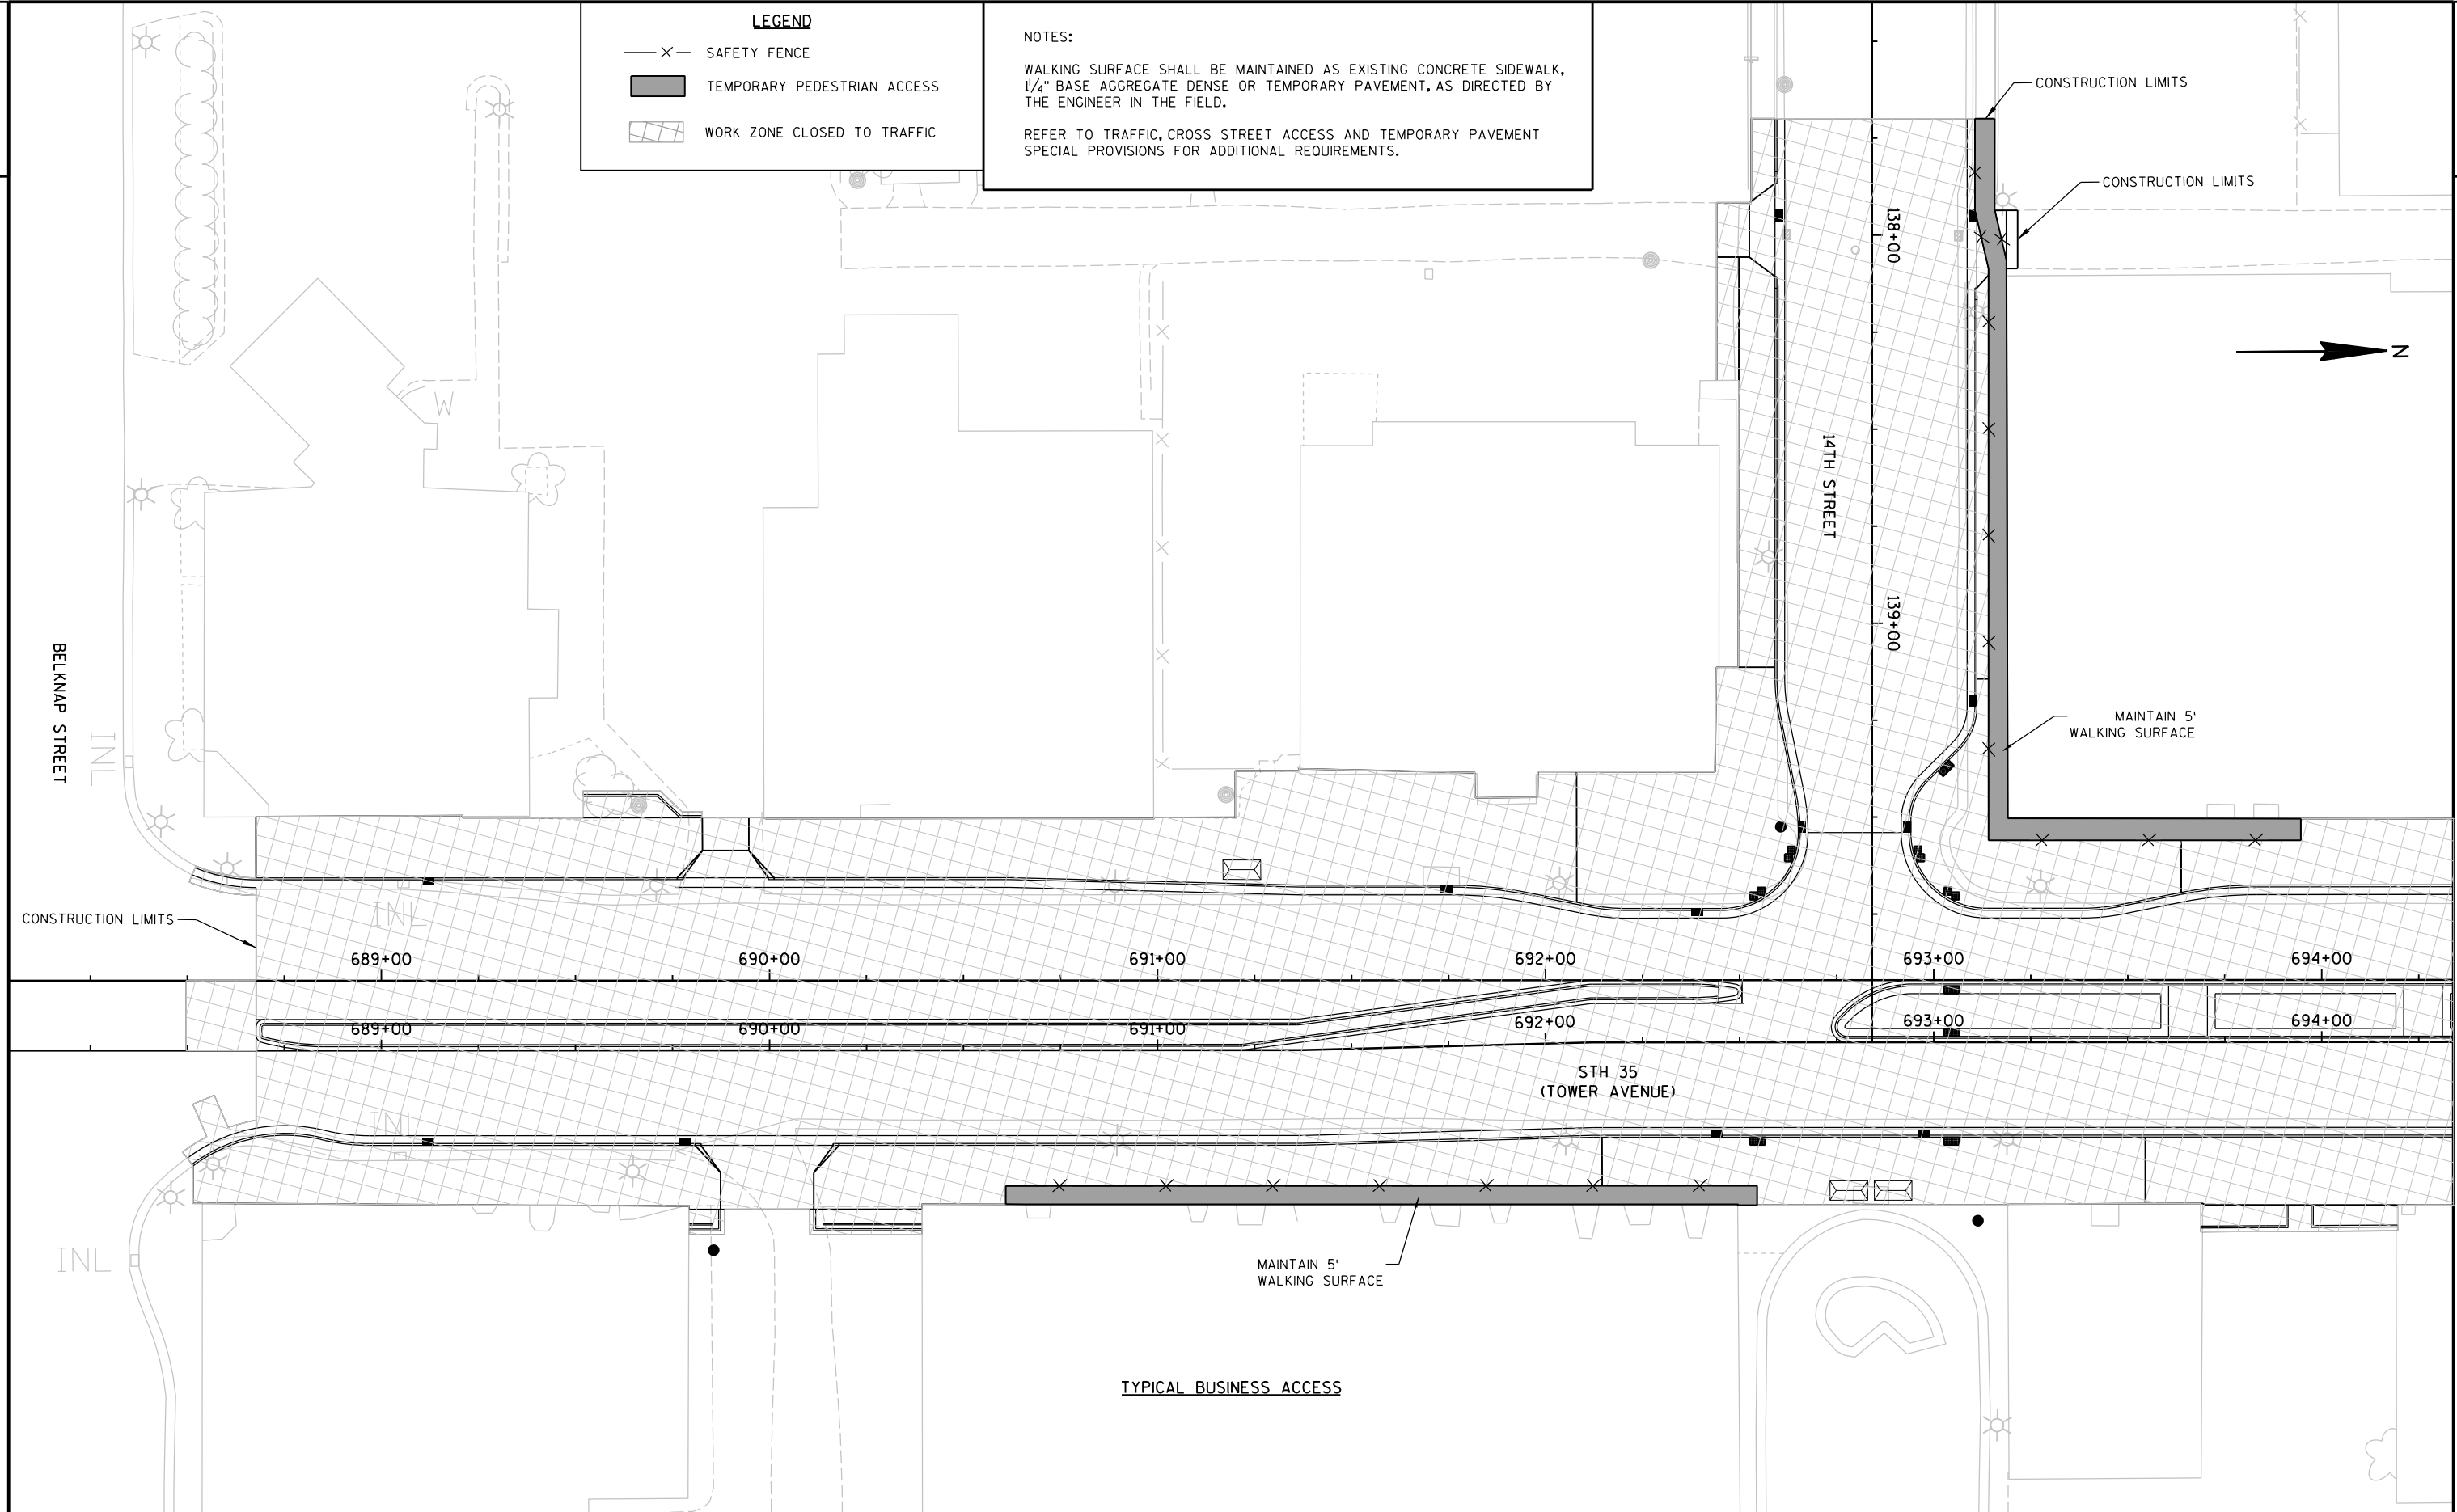 LEGEND
SAFETY FENCE
TEMPORARY PEDESTRIAN ACCESS
WORK ZONE CLOSED TO TRAFFIC
NOTES:
WALKING SURFACE SHALL BE MAINTAINED AS EXISTING CONCRETE SIDEWALK,
1¼" BASE AGGREGATE DENSE OR TEMPORARY PAVEMENT, AS DIRECTED BY
THE ENGINEER IN THE FIELD.
REFER TO TRAFFIC, CROSS STREET ACCESS AND TEMPORARY PAVEMENT
SPECIAL PROVISIONS FOR ADDITIONAL REQUIREMENTS.
CONSTRUCTION LIMITS
CONSTRUCTION LIMITS
138+00
N
W
14TH STREET
139+00
BELKNAP STREET
INL
MAINTAIN 5'
WALKING SURFACE
CONSTRUCTION LIMITS
INL
689+00
690+00
691+00
692+00
693+00
694+00
689+00
690+00
691+00
692+00
693+00
694+00
STH 35
(TOWER AVENUE)
INL
INL
MAINTAIN 5'
WALKING SURFACE
TYPICAL BUSINESS ACCESS